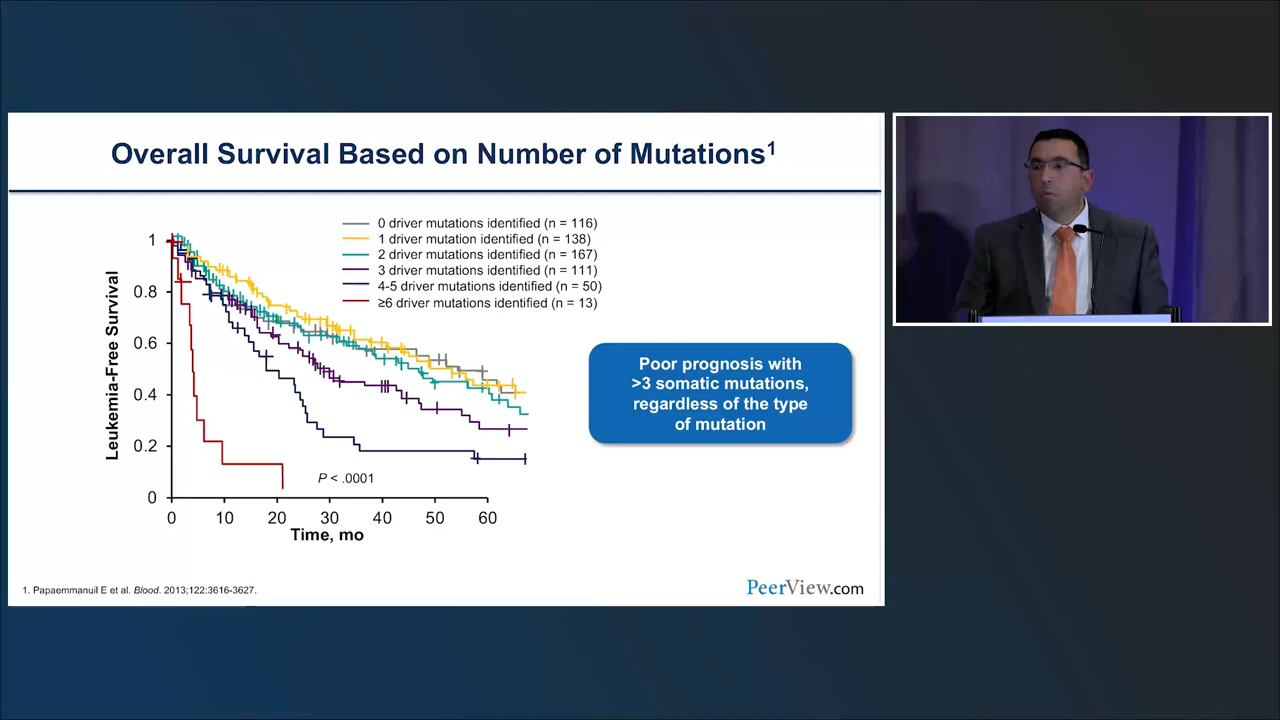 Overall Survival Based on Number of Mutations1
0 driver mutations identified (n = 116)
1 driver mutation identified (n = 138)
2 driver mutations identified (n = 167)
3 driver mutations identified (n = 111)
4-5 driver mutations identified (n = 50)
≥6 driver mutations identified (n = 13)
Leukemia-Free Survival
1
0.8
0.6
0.4
0.2
0
P < .0001
0 10 20 30 40 50 60
Time, mo
Poor prognosis with
>3 somatic mutations,
regardless of the type
of mutation
1. Papaemmanuil E et al. Blood. 2013;122:3616-3627.
PeerView.com